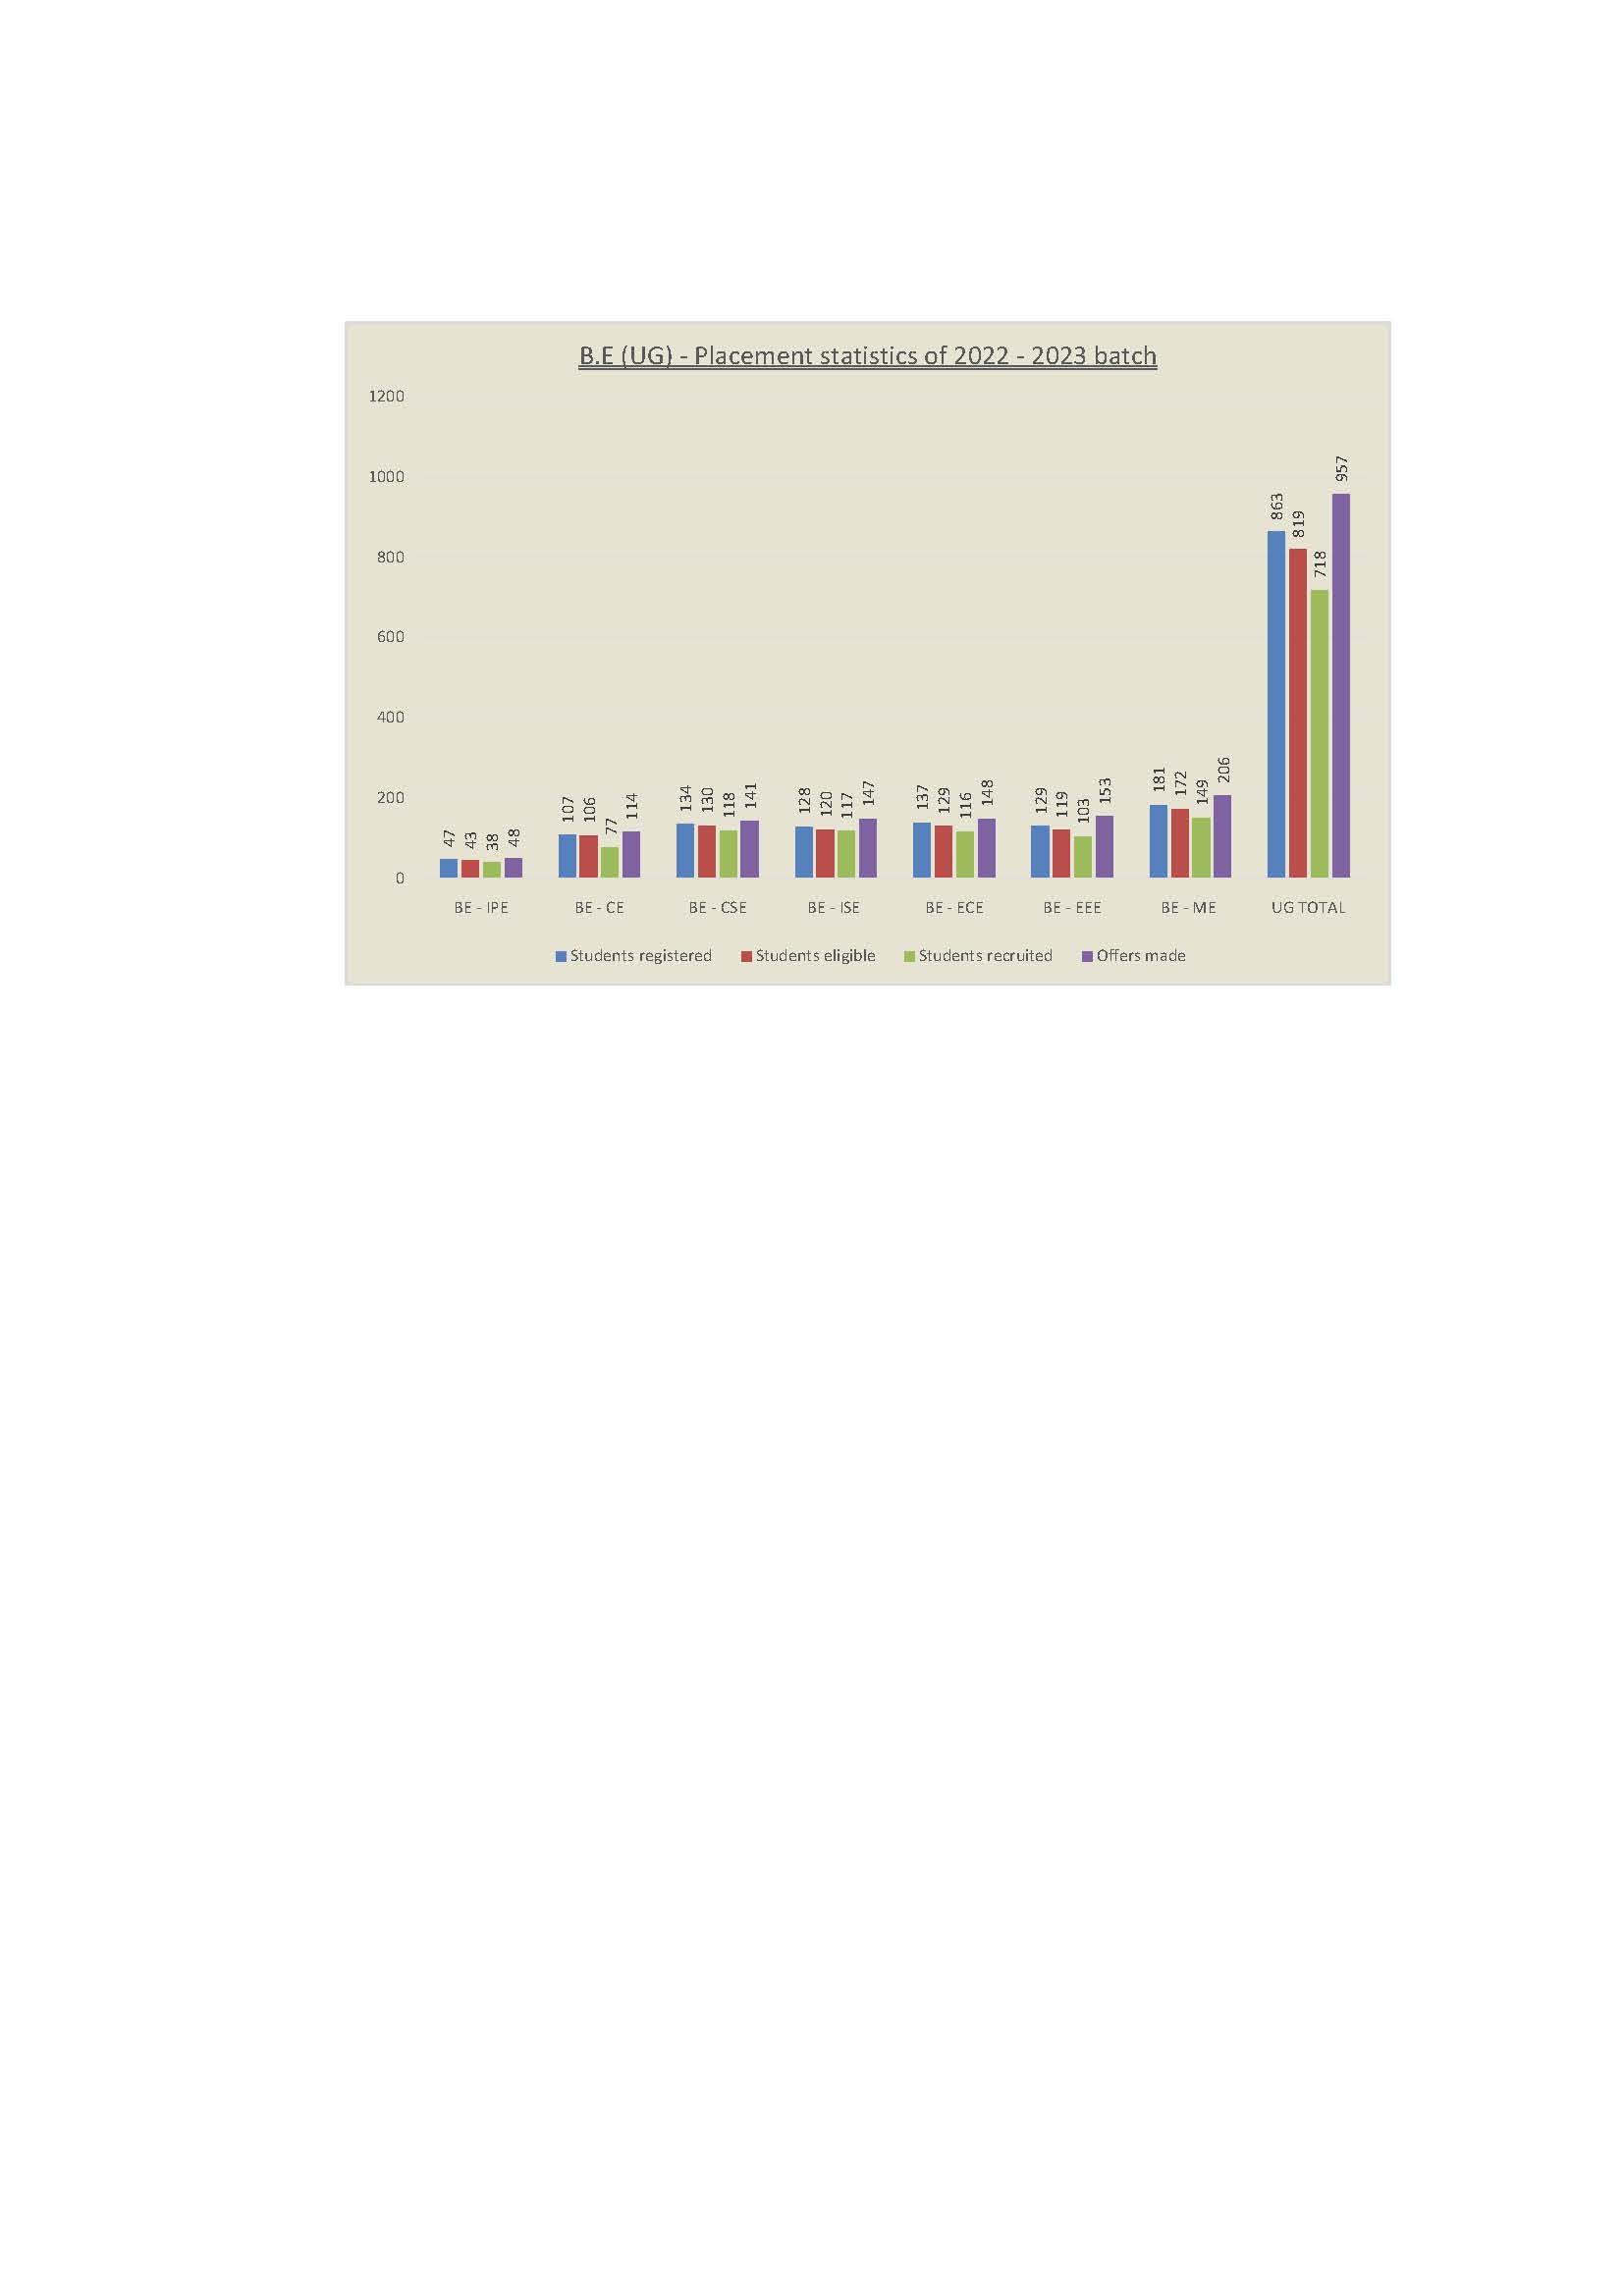 B.E (UG) - Placement statistics of 2022 - 2023 batch
1200
1000
800
600
400
200
0
47 43 38 48
107 106 77 114
134 130 118 141
128 120 117 147
137 129 116 148
129 119 103 153
181 172 149 206
863 819 718 957
BE - IPE BE - CE BE - CSE BE - ISE BE - ECE BE - EEE BE - ME UG TOTAL
Students registered Students eligible Students recruited Offers made